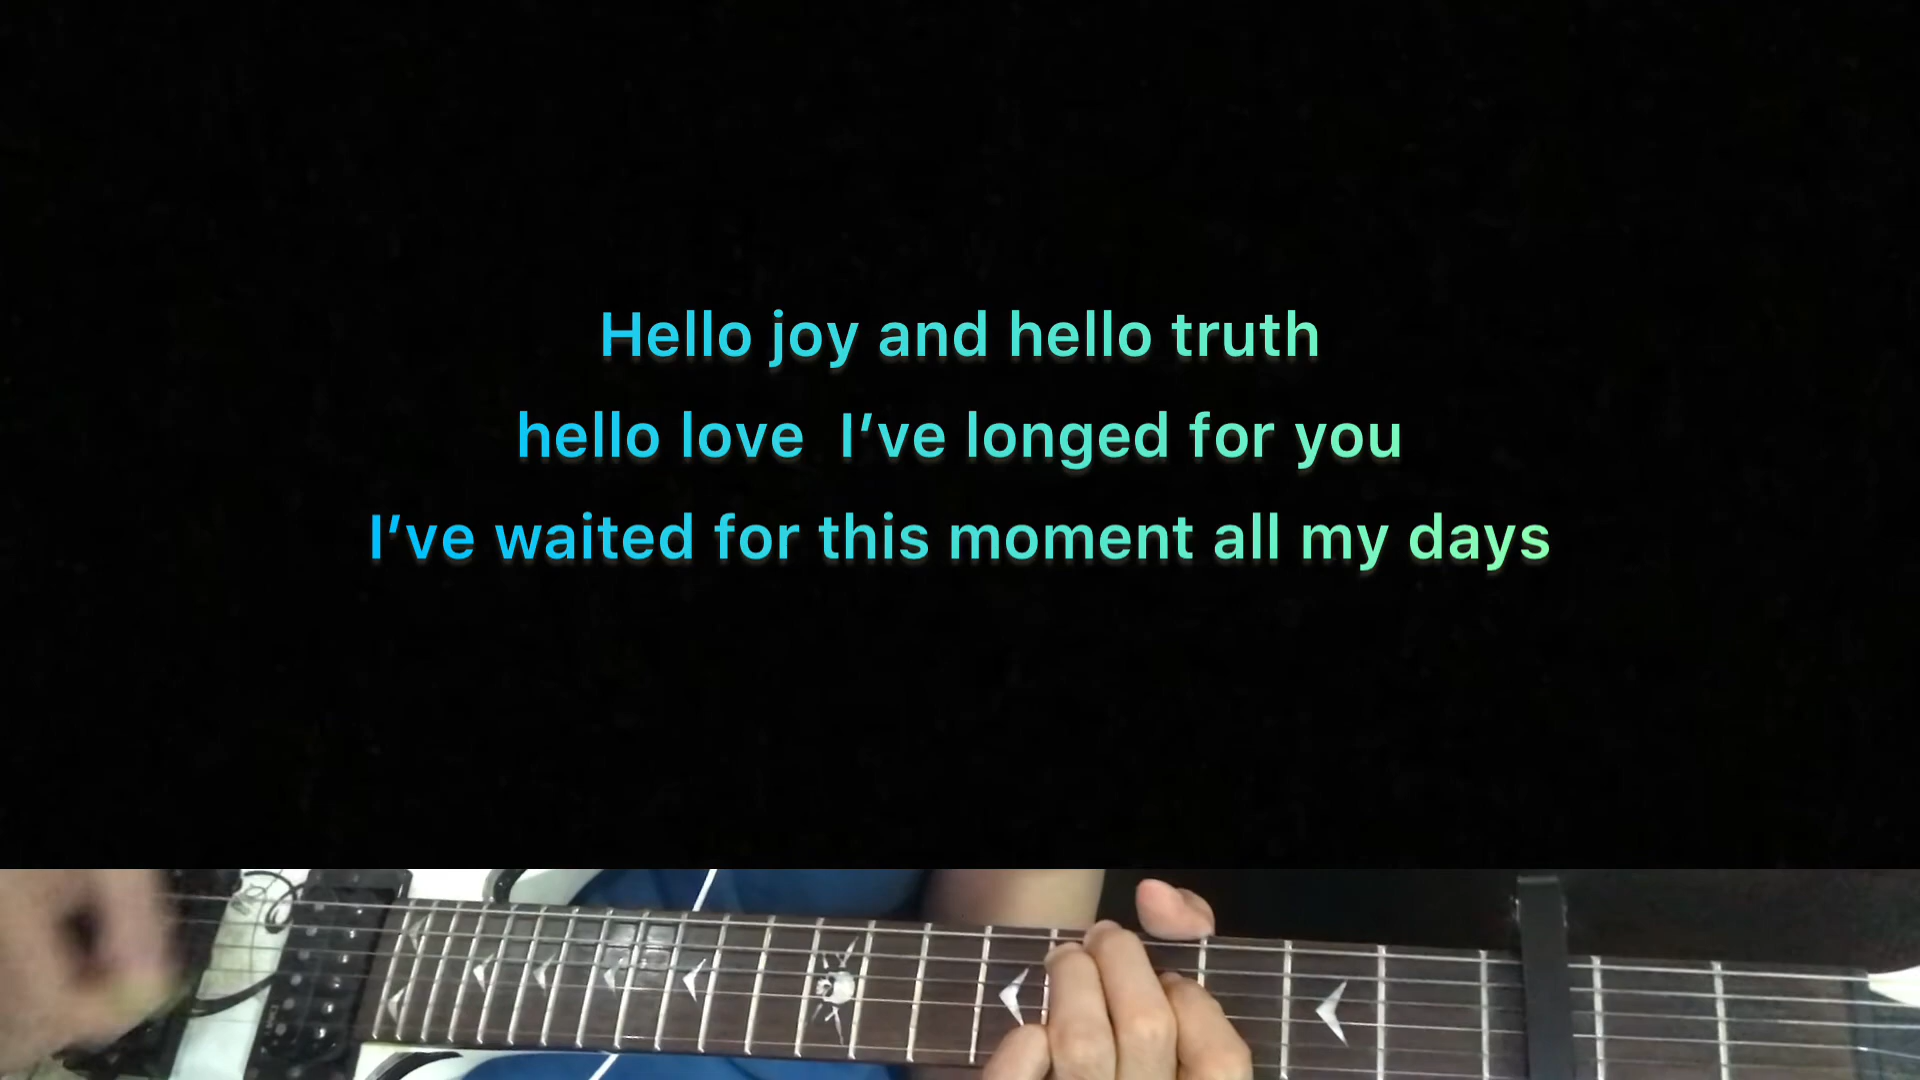 Hello joy and hello truth
hello love  I’ve longed for you
I’ve waited for this moment all my days